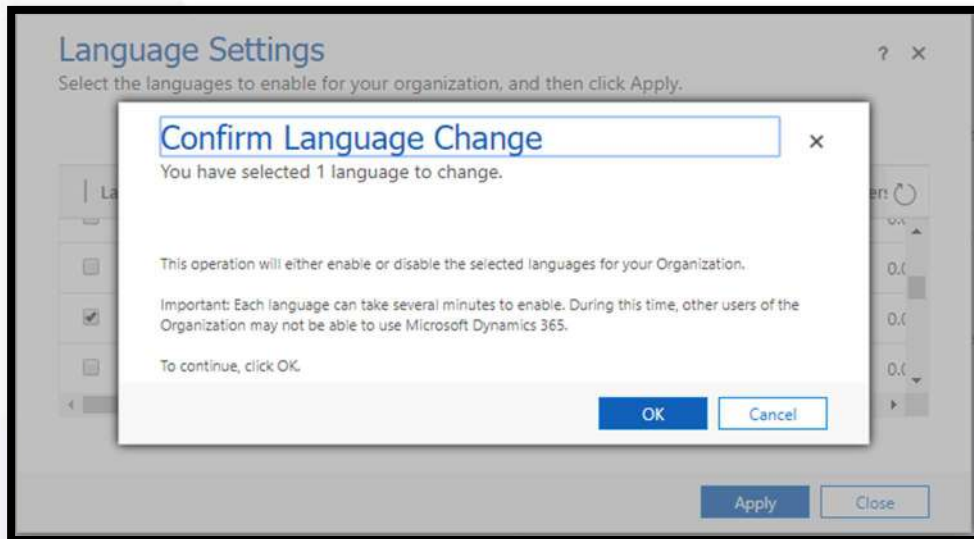 Language Settings
? ×
Select the languages to enable for your organization, and then click Apply.
Confirm Language Change
×
You have selected 1 language to change.
This operation will either enable or disable the selected languages for your Organization.
Important: Each language can take several minutes to enable. During this time, other users of the
Organization may not be able to use Microsoft Dynamics 365.
To continue, click OK.
OK Cancel
Apply Close